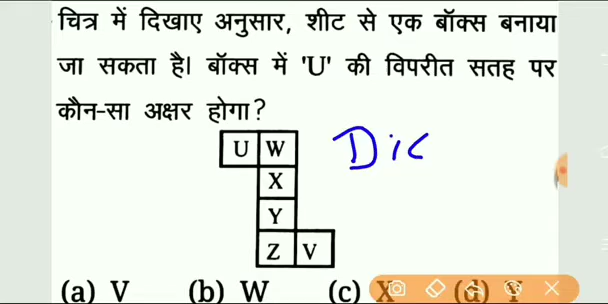 चित्र में दिखाए अनुसार, शीट से एक बॉक्स बनाया
जा सकता है। बॉक्स में 'U' की विपरीत सतह पर
कौन-सा अक्षर होगा?
U W
Dic
X
Y
Z V
(a) V (b) W (c) X (d) Y